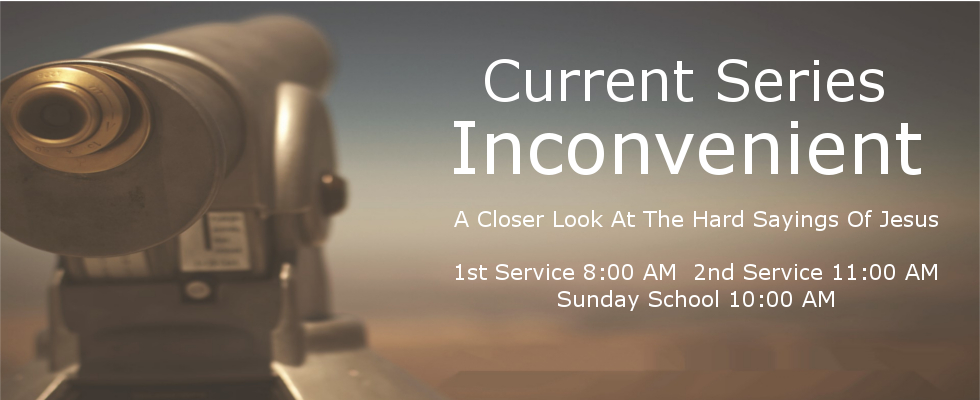 Current Series
Inconvenient
A Closer Look At The Hard Sayings Of Jesus
1st Service 8:00 AM  2nd Service 11:00 AM
Sunday School 10:00 AM